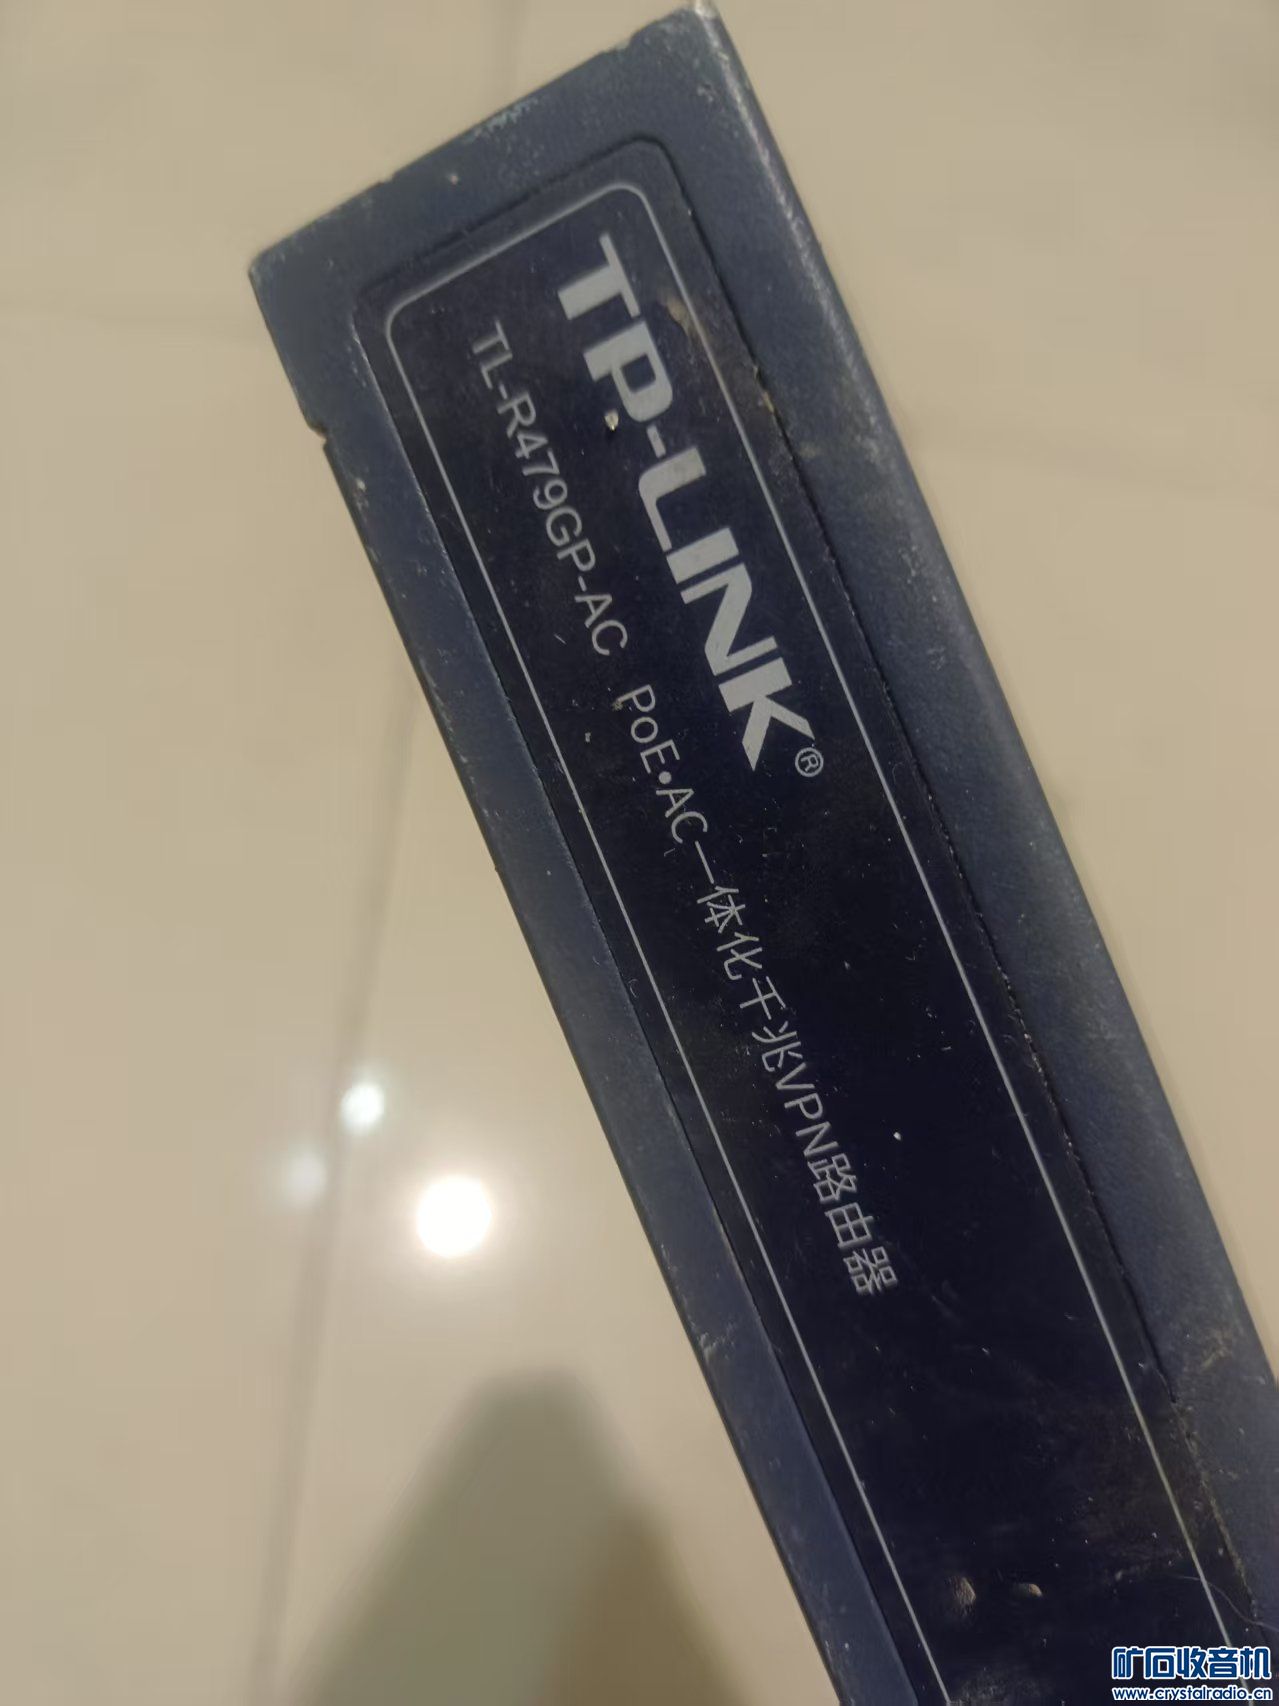 TP-LINK®
TL-R479GP-AC PoE·AC一体化千兆VPN路由器
矿石收音机
www.crystalradio.cn